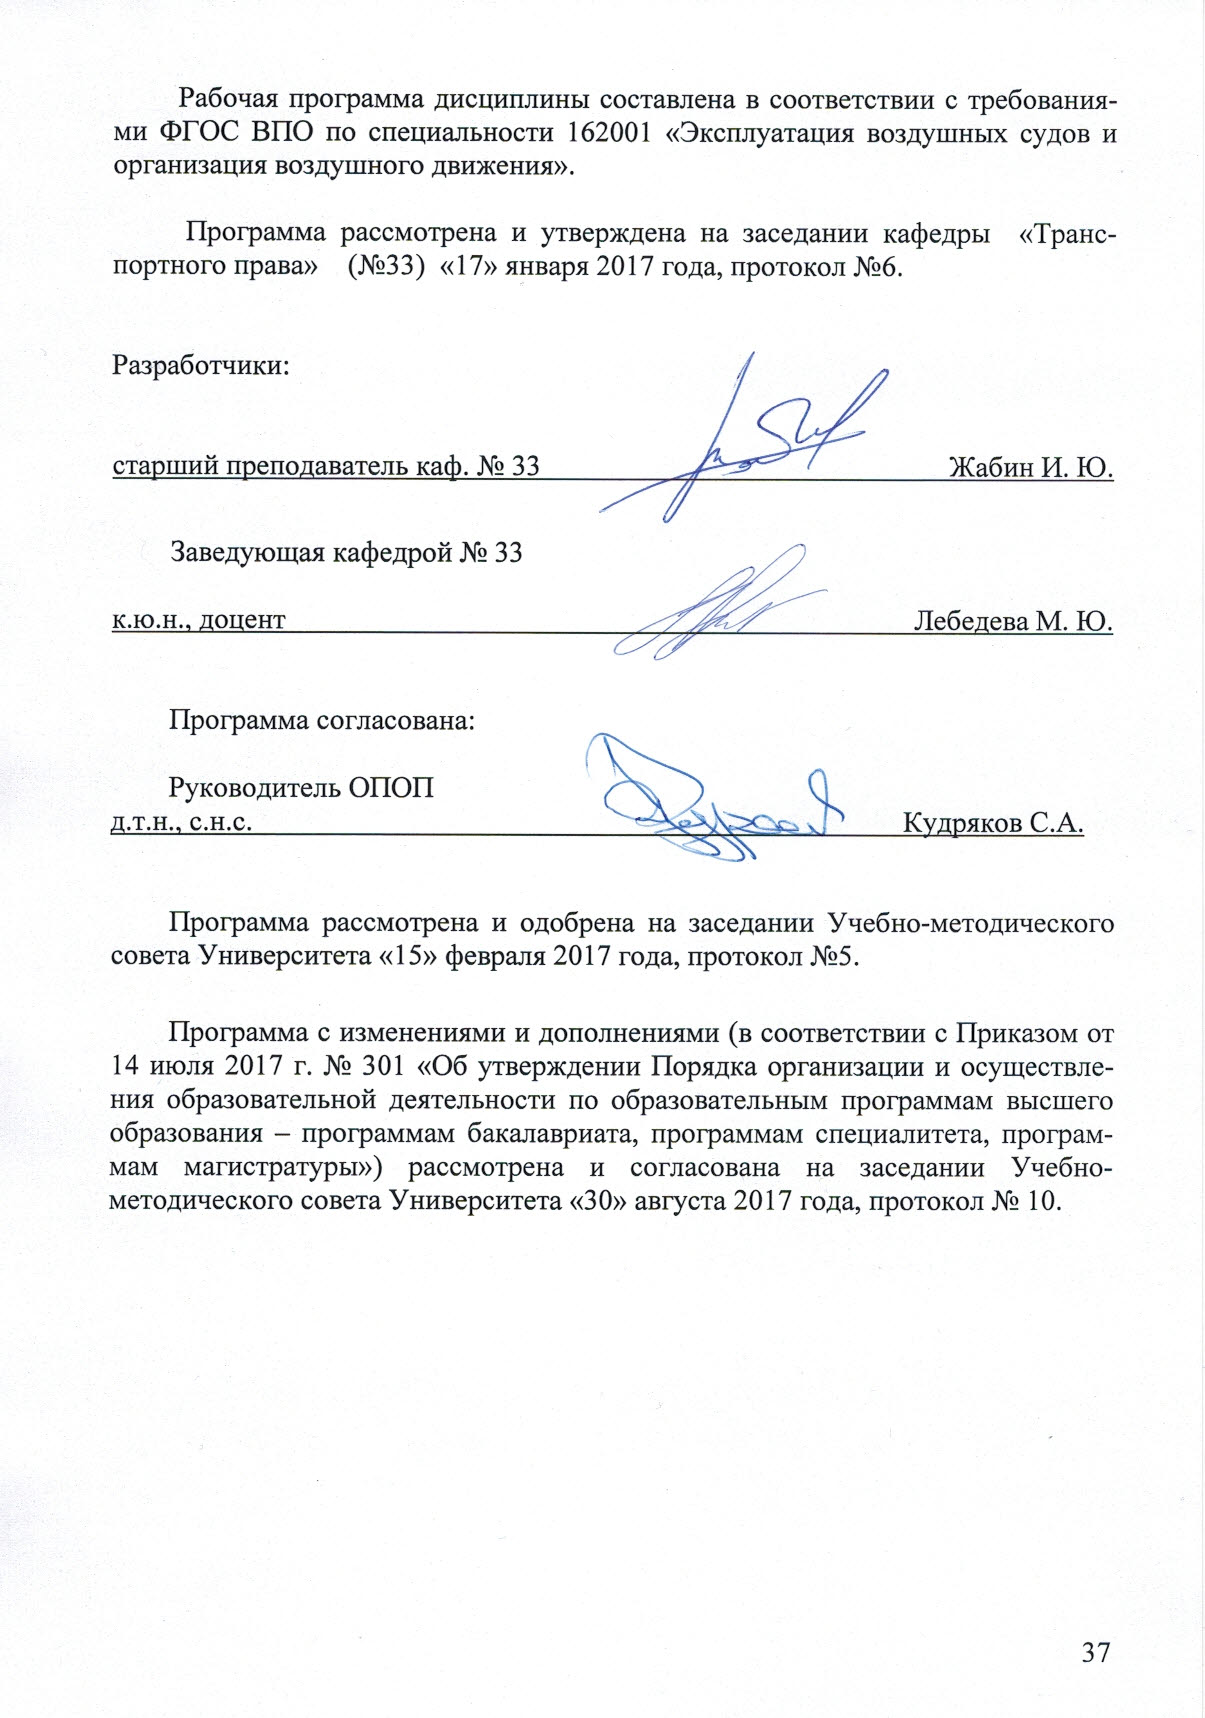 Рабочая программа дисциплины составлена в соответствии с требования-
ми ФГОС ВПО по специальности 162001 «Эксплуатация воздушных судов и
организация воздушного движения».
Программа рассмотрена и утверждена на заседании кафедры «Транс-
портного права» (№33) «17» января 2017 года, протокол №6.
Разработчики:
старший преподаватель каф. № 33 Жабин И. Ю.
Заведующая кафедрой № 33
к.ю.н., доцент Лебедева М. Ю.
Программа согласована:
Руководитель ОПОП
д.т.н., с.н.с. Кудряков С.А.
Программа рассмотрена и одобрена на заседании Учебно-методического
совета Университета «15» февраля 2017 года, протокол №5.
Программа с изменениями и дополнениями (в соответствии с Приказом от
14 июля 2017 г. № 301 «Об утверждении Порядка организации и осуществле-
ния образовательной деятельности по образовательным программам высшего
образования – программам бакалавриата, программам специалитета, програм-
мам магистратуры») рассмотрена и согласована на заседании Учебно-
методического совета Университета «30» августа 2017 года, протокол № 10.
37